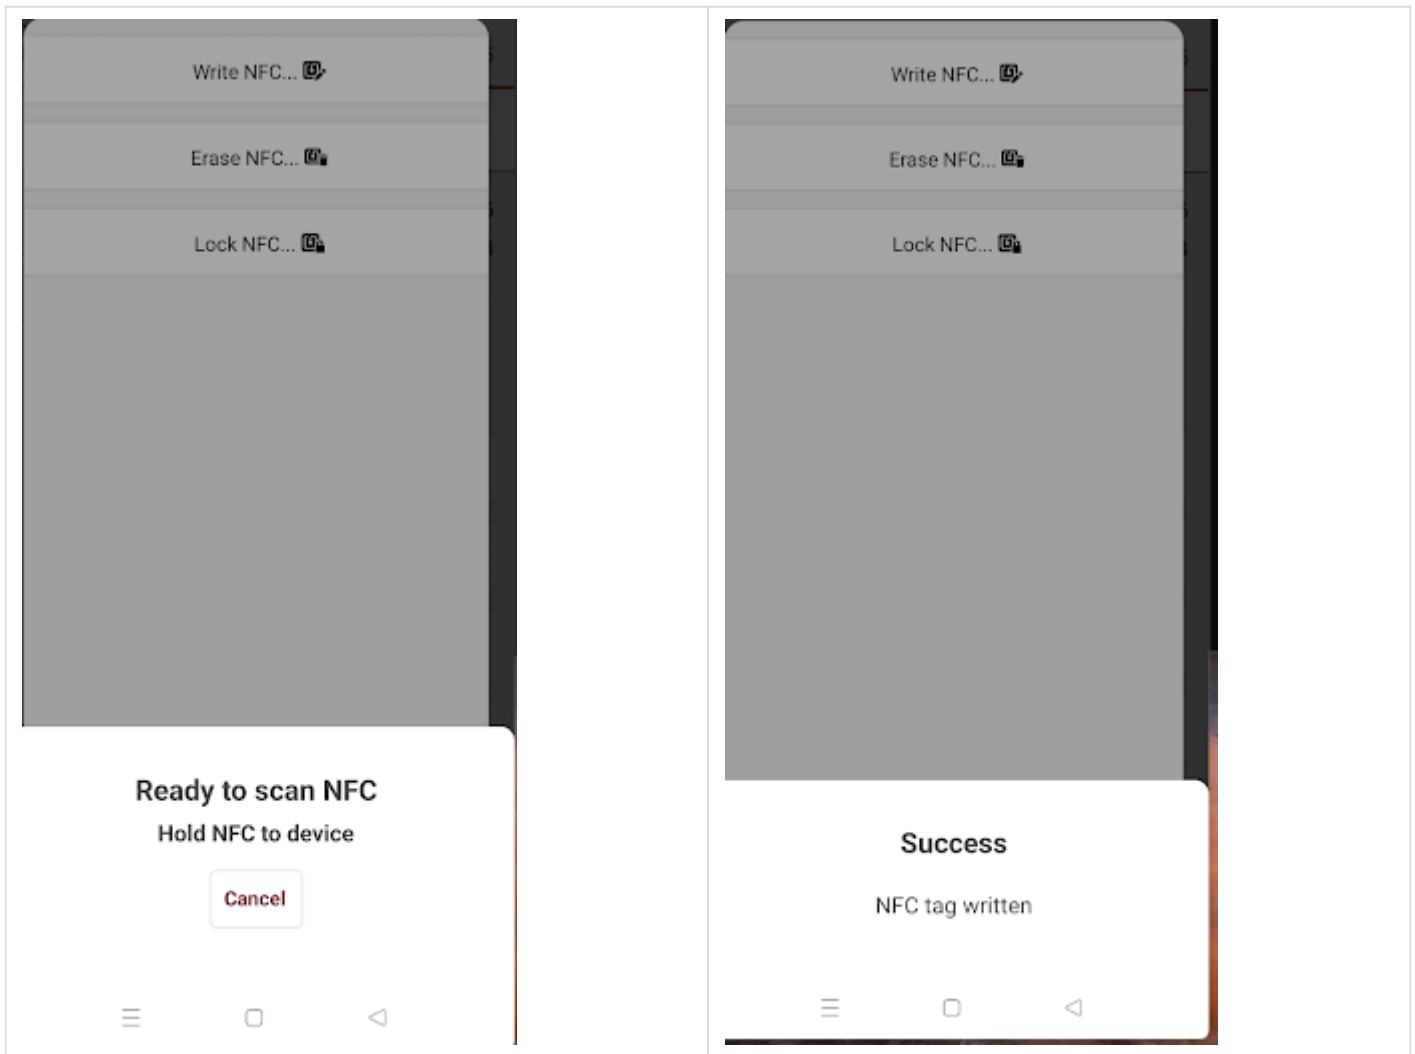 Write NFC...
Erase NFC...
Lock NFC...
Ready to scan NFC
Hold NFC to device
Cancel
Write NFC...
Erase NFC...
Lock NFC...
Success
NFC tag written